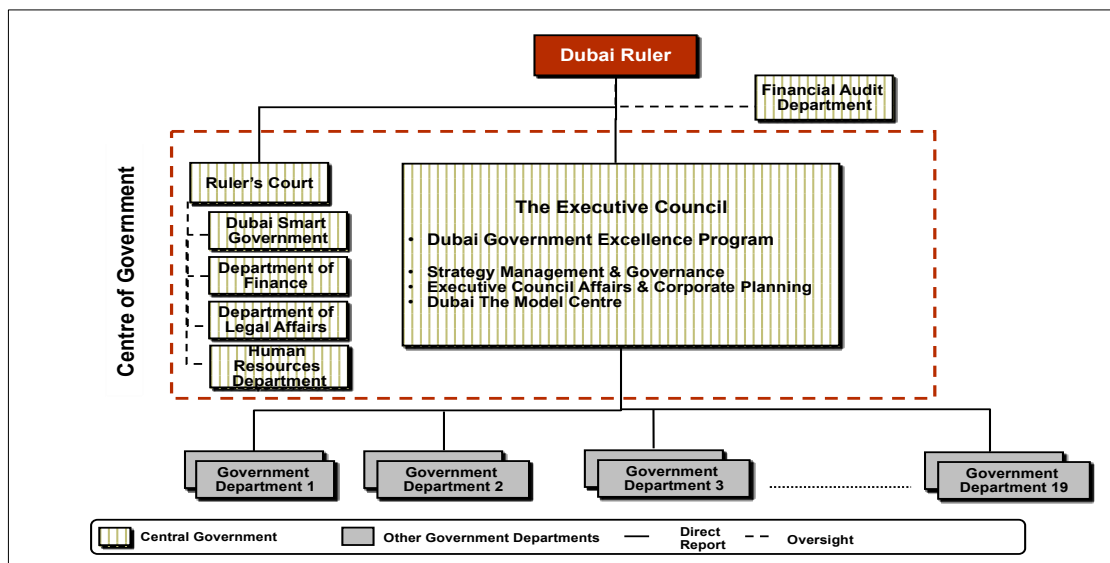 Dubai Ruler
Financial Audit
Department
Centre of Government
Ruler's Court
Dubai Smart
Government
Department of
Finance
Department of
Legal Affairs
Human
Resources
Department
The Executive Council
• Dubai Government Excellence Program
• Strategy Management & Governance
• Executive Council Affairs & Corporate Planning
• Dubai The Model Centre
Government
Department 1
Government
Department 2
Government
Department 3
Government
Department 19
Central Government
Other Government Departments
Direct
Report
Oversight